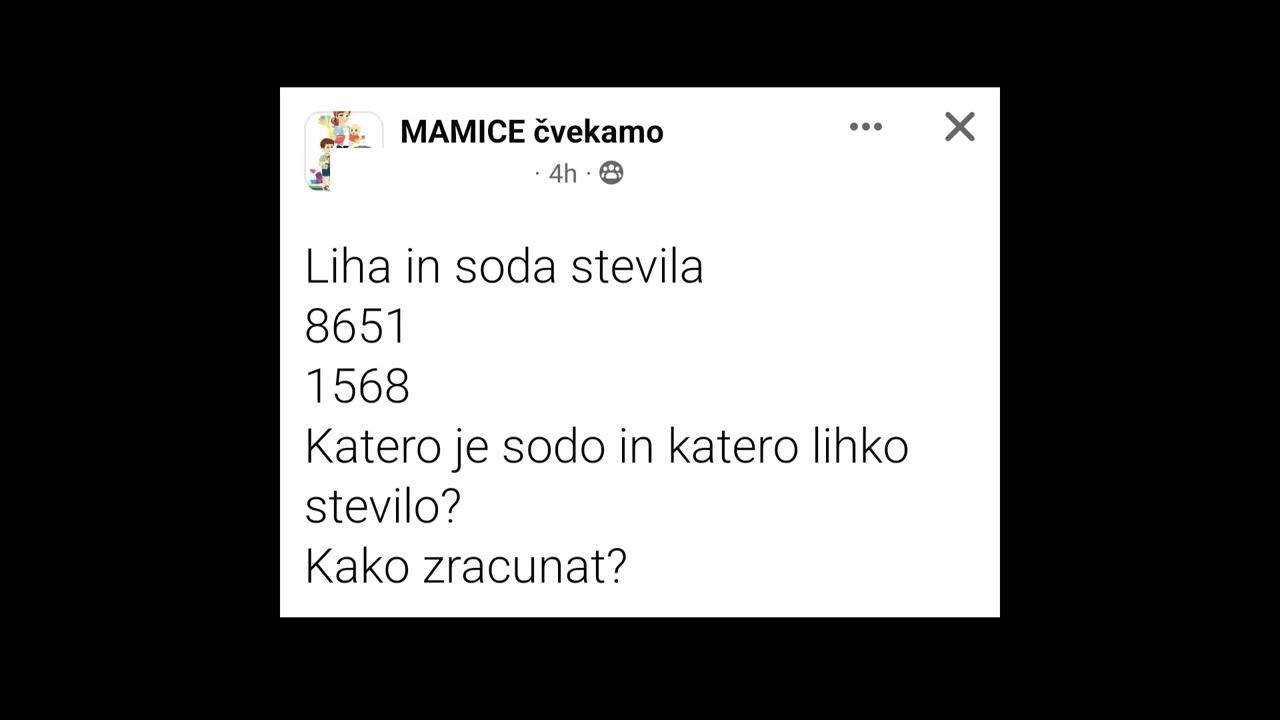 MAMICE čvekamo
· 4h ·
Liha in soda stevila
8651
1568
Katero je sodo in katero lihko
stevilo?
Kako zracunat?